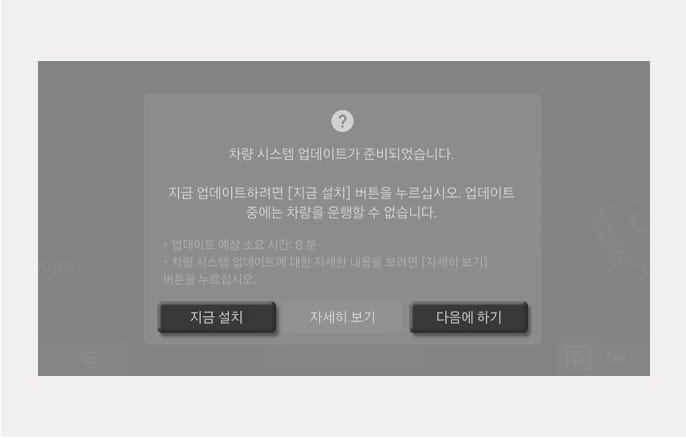 ?
차량 시스템 업데이트가 준비되었습니다.
지금 업데이트하려면 [지금 설치] 버튼을 누르십시오. 업데이트
중에는 차량을 운행할 수 없습니다.
· 업데이트 예상 소요 시간: 8 분
· 차량 시스템 업데이트에 대한 자세한 내용을 보려면 [자세히 보기]
버튼을 누르십시오.
지금 설치 자세히 보기 다음에 하기
Off